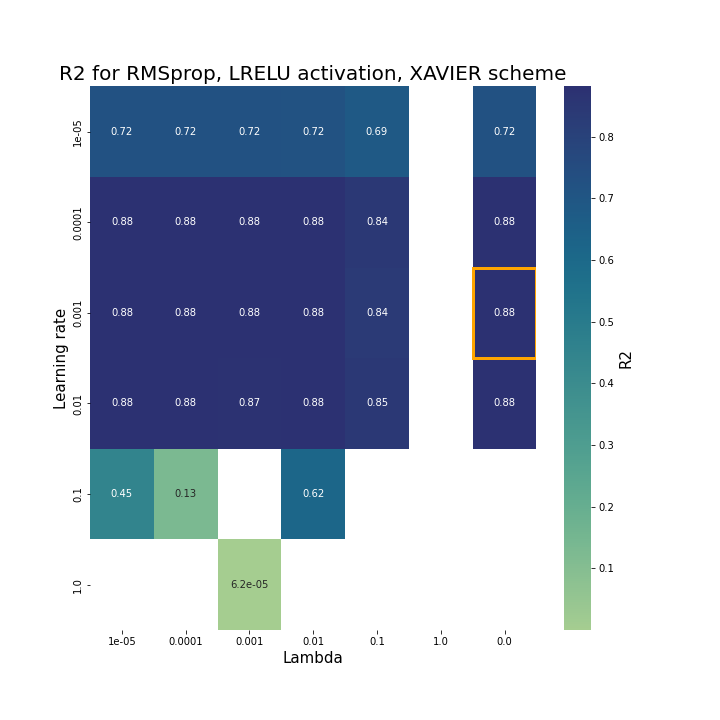 R2 for RMSprop, LRELU activation, XAVIER scheme
1e-05 0.72 0.72 0.72 0.72 0.69 0.72
0.0001 0.88 0.88 0.88 0.88 0.84 0.88
0.001 0.88 0.88 0.88 0.88 0.84 0.88
0.01 0.88 0.88 0.87 0.88 0.85 0.88
0.1 0.45 0.13 0.62
1.0 6.2e-05
Learning rate
1e-05 0.0001 0.001 0.01 0.1 1.0 0.0
Lambda
0.8
0.7
0.6
0.5
0.4
0.3
0.2
0.1
R2